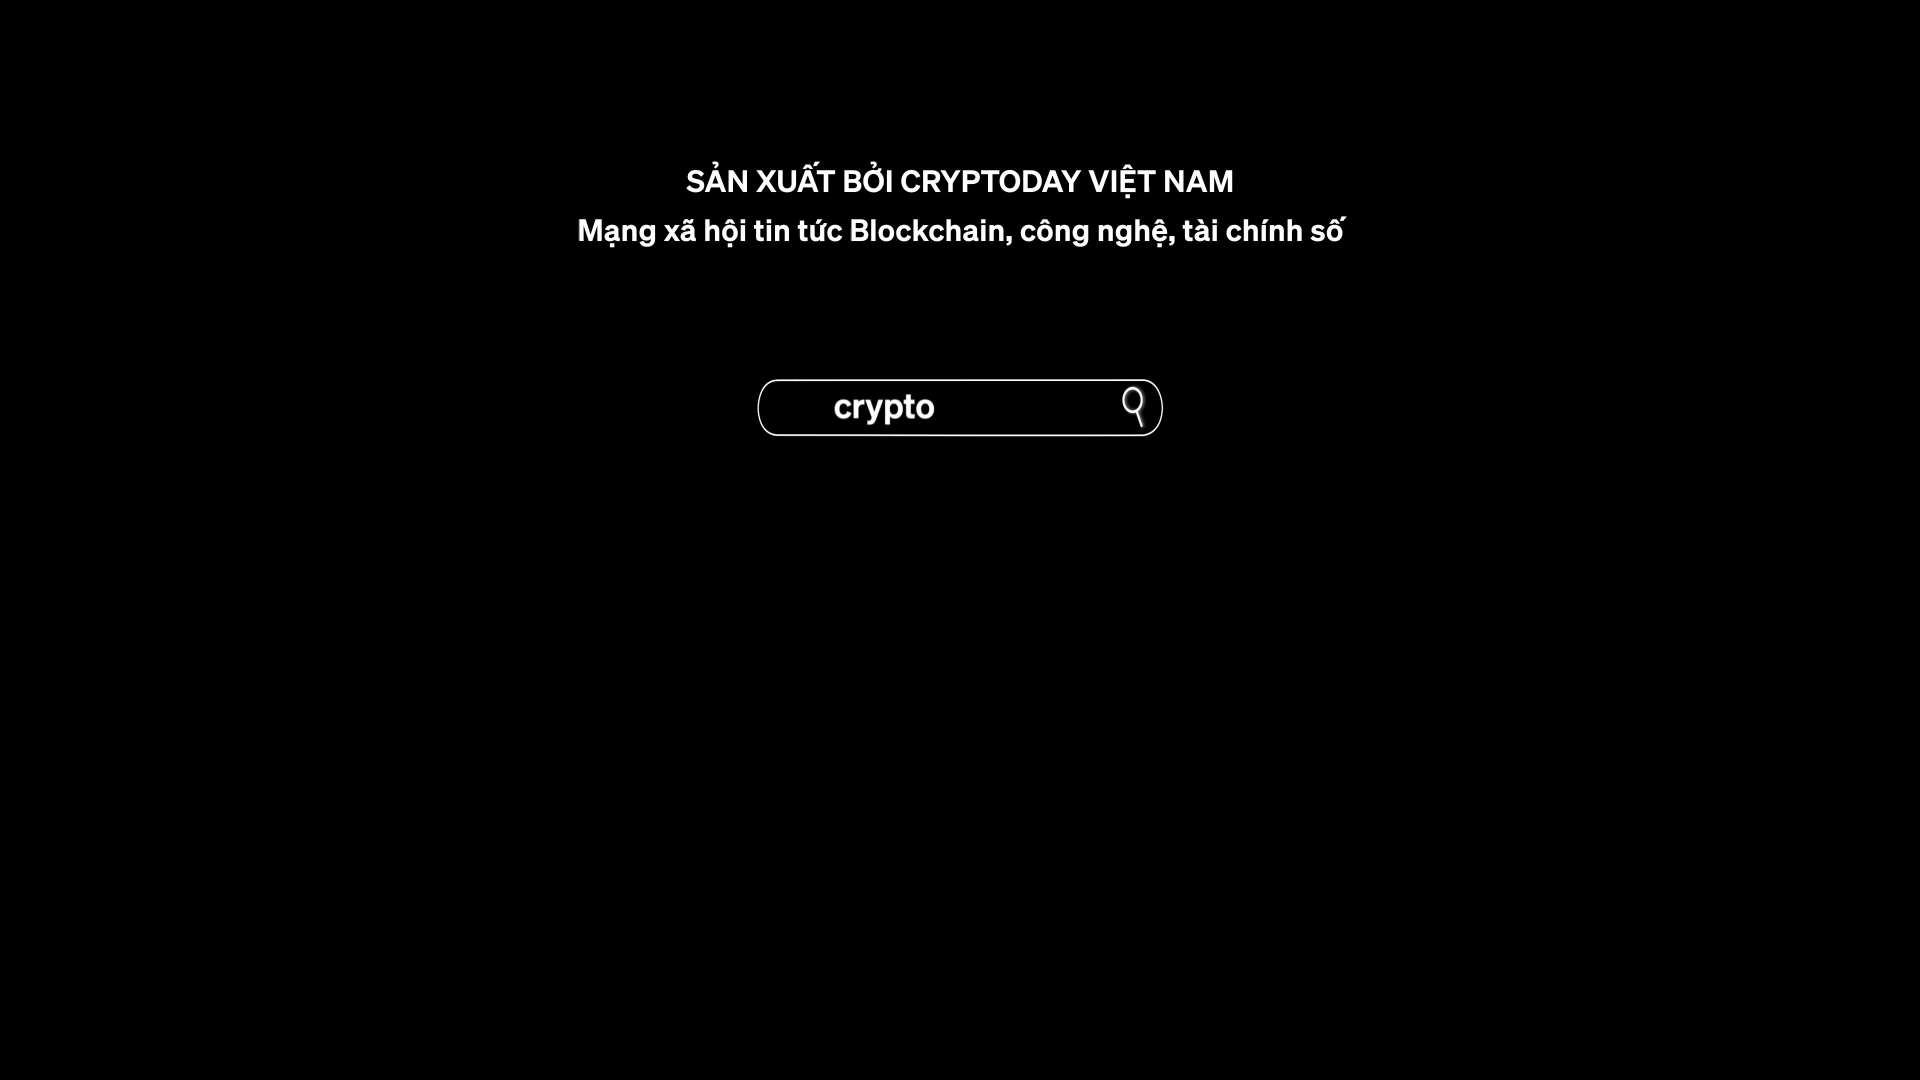 SẢN XUẤT BỞI CRYPTODAY VIỆT NAM
Mạng xã hội tin tức Blockchain, công nghệ, tài chính số
crypto